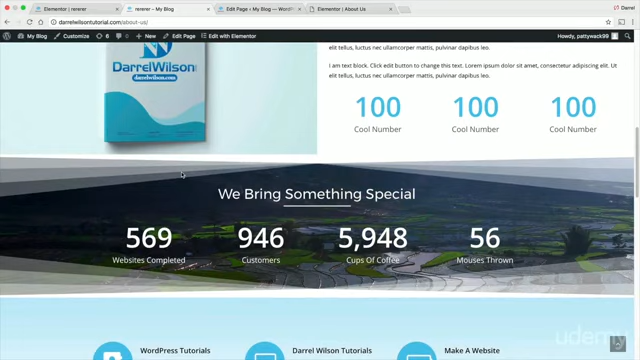 Elementor | rererer
rererer – My Blog
Edit Page ‹ My Blog — WordPr
Elementor | About Us
Darrel
darrelwilsontutorial.com/about-us/
My Blog
Customize
6
+ New
Edit Page
Edit with Elementor
Howdy, pattywack99
DarrelWilson
darrelwilson.com
elit tellus, luctus nec ullamcorper mattis, pulvinar dapibus leo.
I am text block. Click edit button to change this text. Lorem ipsum dolor sit amet, consectetur adipiscing elit. Ut
elit tellus, luctus nec ullamcorper mattis, pulvinar dapibus leo.
100 100 100
Cool Number Cool Number Cool Number
We Bring Something Special
569 946 5,948 56
Websites Completed Customers Cups Of Coffee Mouses Thrown
WordPress Tutorials Darrel Wilson Tutorials Make A Website
udemy